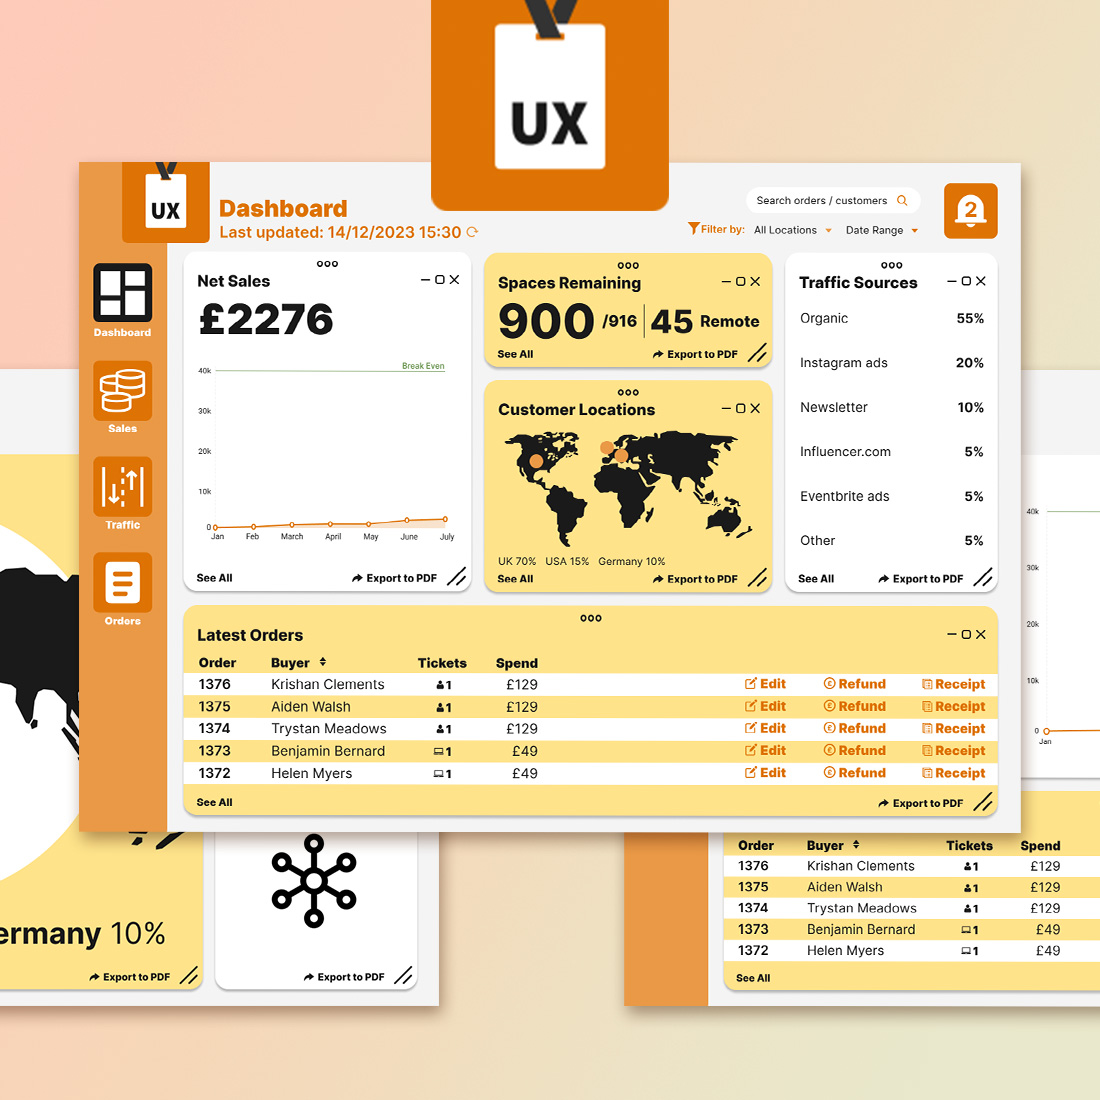 UX
UX
Dashboard
Last updated: 14/12/2023 15:30
Search orders / customers
2
Filter by: All Locations Date Range
Dashboard
Sales
Traffic
Orders
Net Sales
£2276
Break Even
40k
30k
20k
10k
0
Jan Feb March April May June July
See All Export to PDF
Spaces Remaining
900 /916 45 Remote
See All Export to PDF
Customer Locations
UK 70% USA 15% Germany 10%
See All Export to PDF
Traffic Sources
Organic 55%
Instagram ads 20%
Newsletter 10%
Influencer.com 5%
Eventbrite ads 5%
Other 5%
See All Export to PDF
Latest Orders
Order Buyer Tickets Spend
1376 Krishan Clements 1 £129 Edit £ Refund Receipt
1375 Aiden Walsh 1 £129 Edit £ Refund Receipt
1374 Trystan Meadows 1 £129 Edit £ Refund Receipt
1373 Benjamin Bernard 1 £49 Edit £ Refund Receipt
1372 Helen Myers 1 £49 Edit £ Refund Receipt
See All Export to PDF
ermany 10%
Export to PDF
Export to PDF
40k
30k
20k
10k
0
Jan
Order Buyer Tickets Spend
1376 Krishan Clements 1 £129
1375 Aiden Walsh 1 £129
1374 Trystan Meadows 1 £129
1373 Benjamin Bernard 1 £49
1372 Helen Myers 1 £49
See All